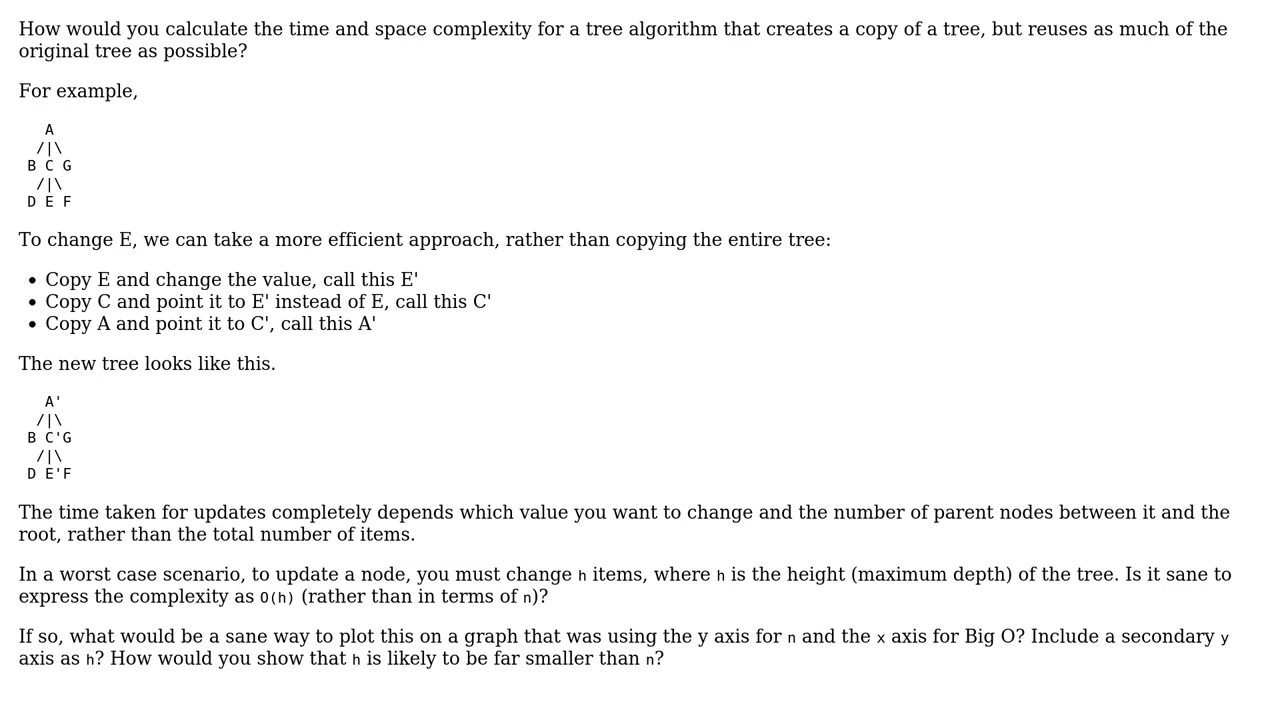 How would you calculate the time and space complexity for a tree algorithm that creates a copy of a tree, but reuses as much of the
original tree as possible?
For example,
A
/|\
B C G
/|\
D E F
To change E, we can take a more efficient approach, rather than copying the entire tree:
• Copy E and change the value, call this E'
• Copy C and point it to E' instead of E, call this C'
• Copy A and point it to C', call this A'
The new tree looks like this.
A'
/|\
B C'G
/|\
D E'F
The time taken for updates completely depends which value you want to change and the number of parent nodes between it and the
root, rather than the total number of items.
In a worst case scenario, to update a node, you must change h items, where h is the height (maximum depth) of the tree. Is it sane to
express the complexity as O(h) (rather than in terms of n)?
If so, what would be a sane way to plot this on a graph that was using the y axis for n and the x axis for Big O? Include a secondary y
axis as h? How would you show that h is likely to be far smaller than n?